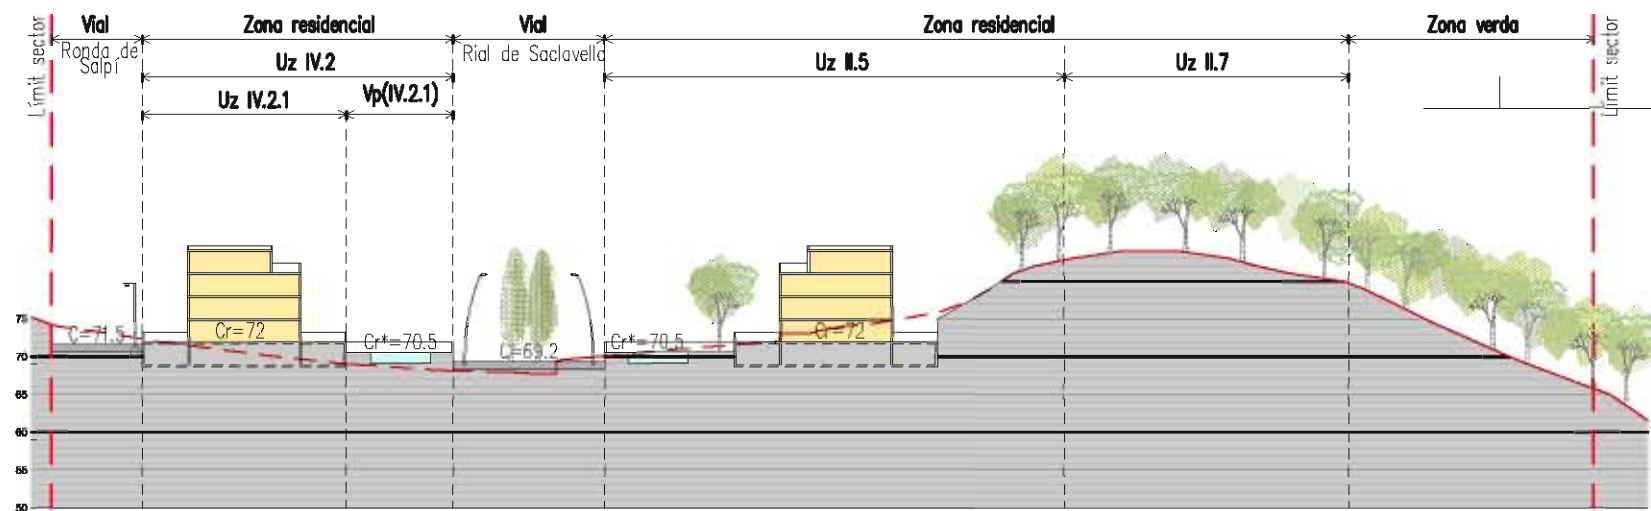 Vial
Zona residencial
Vial
Zona residencial
Zona verda
Límit sector
Ronda de
Salpí
Rial de Saclavella
Límit sector
Uz IV.2
Uz II.5
Uz II.7
Uz IV.2.1
Vp(IV.2.1)
75
C=71.5
Cr=72
Cr*=70.5
C=69.2
Cr*=70.5
Cr=72
70
65
60
55
50